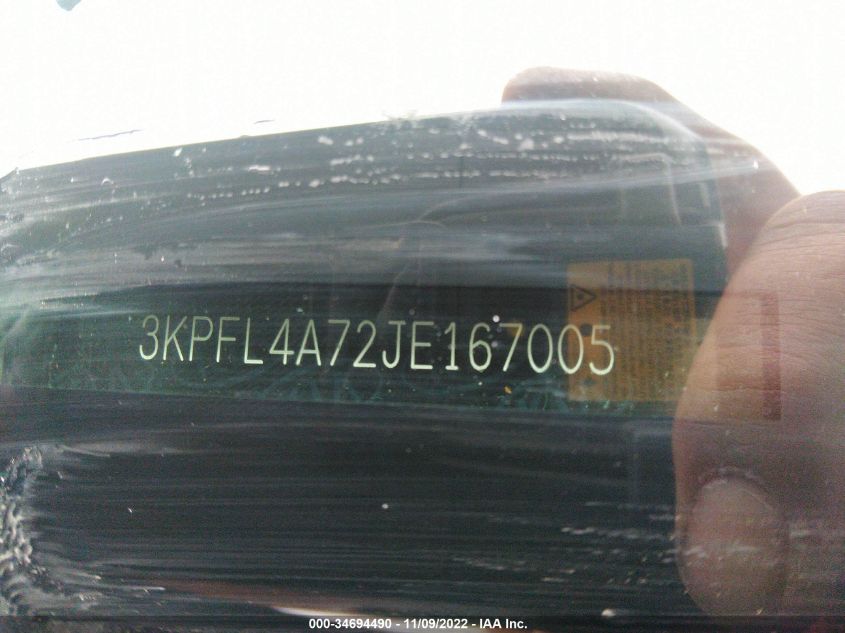 3KPFL4A72JE167005
000-34694490 - 11/09/2022 - IAA Inc.